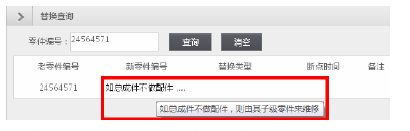 替换查询
零件编号：24564571 查询 清空
老零件编号 新零件编号 替换类型 断点时间 备注
24564571 如总成件不做配件 ....
如总成件不做配件，则由其子级零件来维修